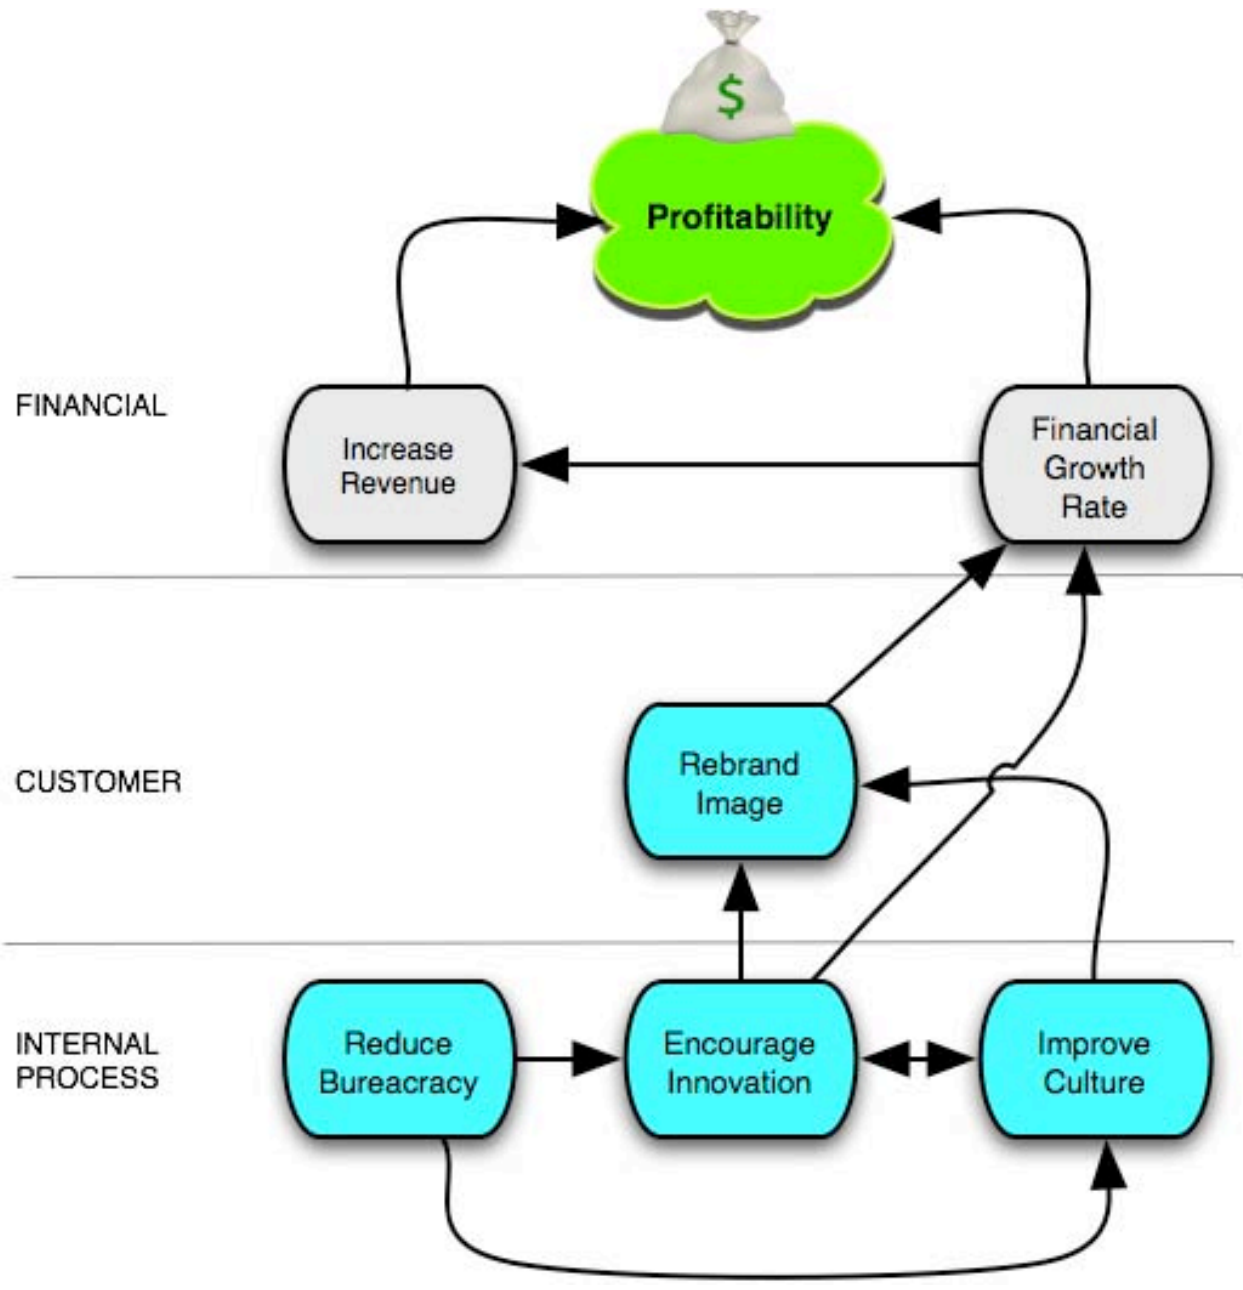 $
Profitability
FINANCIAL
Increase
Revenue
Financial
Growth
Rate
CUSTOMER
Rebrand
Image
INTERNAL
PROCESS
Reduce
Bureacracy
Encourage
Innovation
Improve
Culture